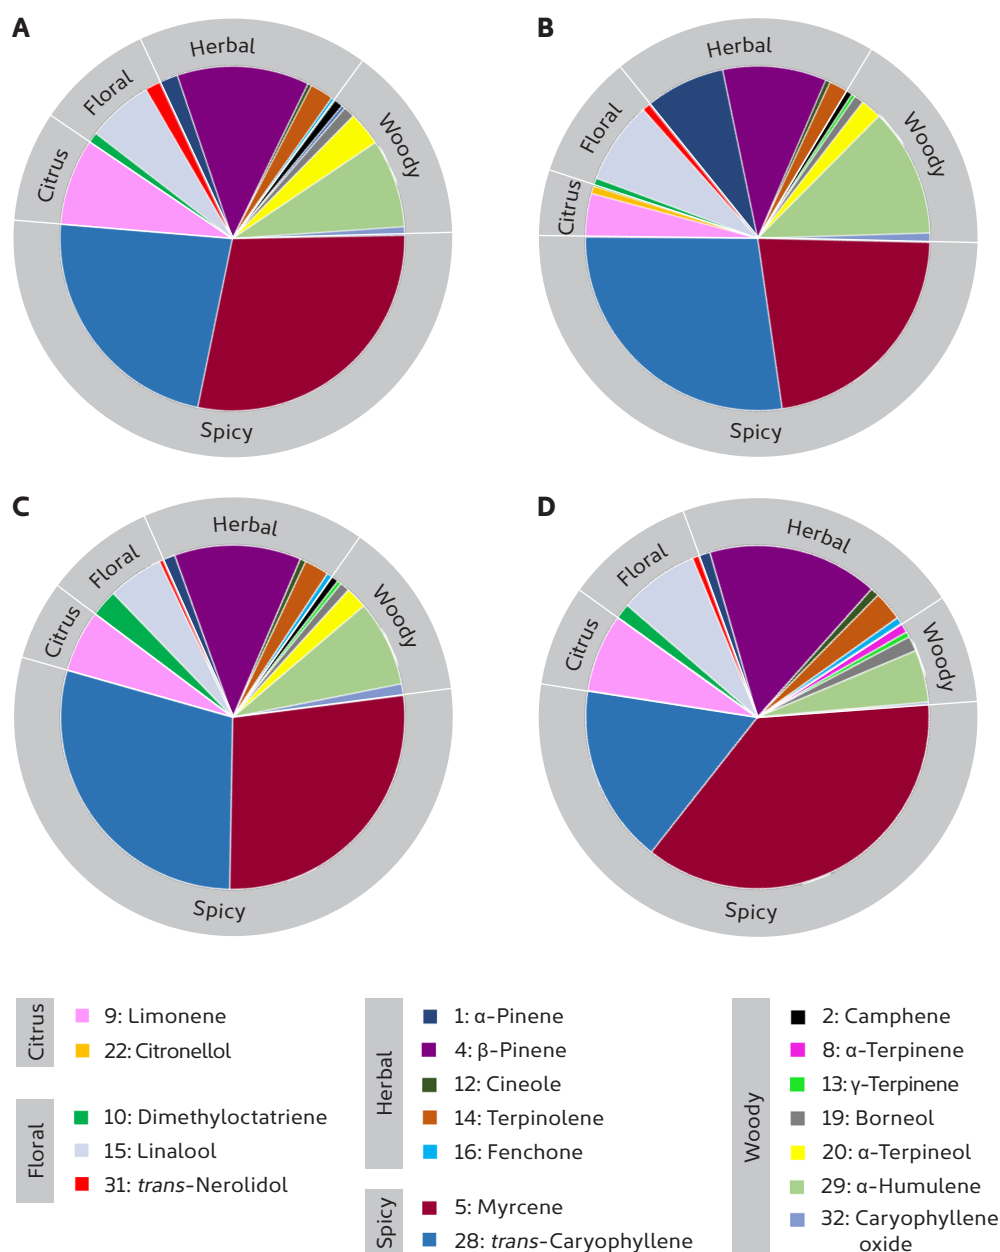 A
Herbal
Floral
Woody
Citrus
Spicy
B
Herbal
Floral
Woody
Citrus
Spicy
C
Herbal
Floral
Woody
Citrus
Spicy
D
Herbal
Floral
Woody
Citrus
Spicy
Citrus
9: Limonene
22: Citronellol
Floral
10: Dimethyloctatriene
15: Linalool
31: trans-Nerolidol
Herbal
1: α-Pinene
4: β-Pinene
12: Cineole
14: Terpinolene
16: Fenchone
Spicy
5: Myrcene
28: trans-Caryophyllene
Woody
2: Camphene
8: α-Terpinene
13: γ-Terpinene
19: Borneol
20: α-Terpineol
29: α-Humulene
32: Caryophyllene
oxide